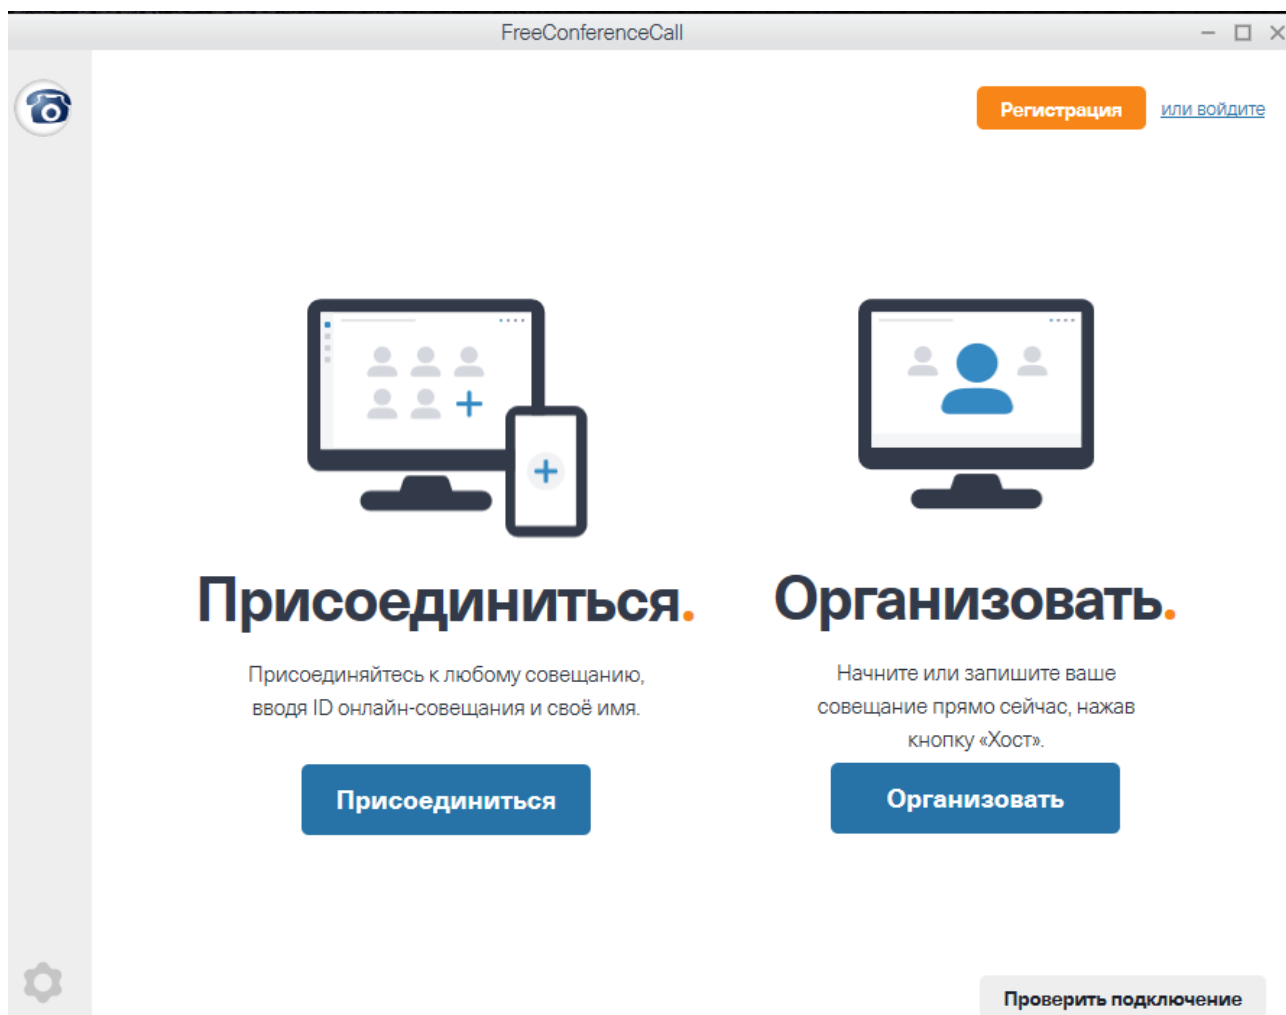 FreeConferenceCall
Регистрация
или войдите
Присоединиться.
Присоединяйтесь к любому совещанию,
вводя ID онлайн-совещания и своё имя.
Присоединиться
Организовать.
Начните или запишите ваше
совещание прямо сейчас, нажав
кнопку «Хост».
Организовать
Проверить подключение